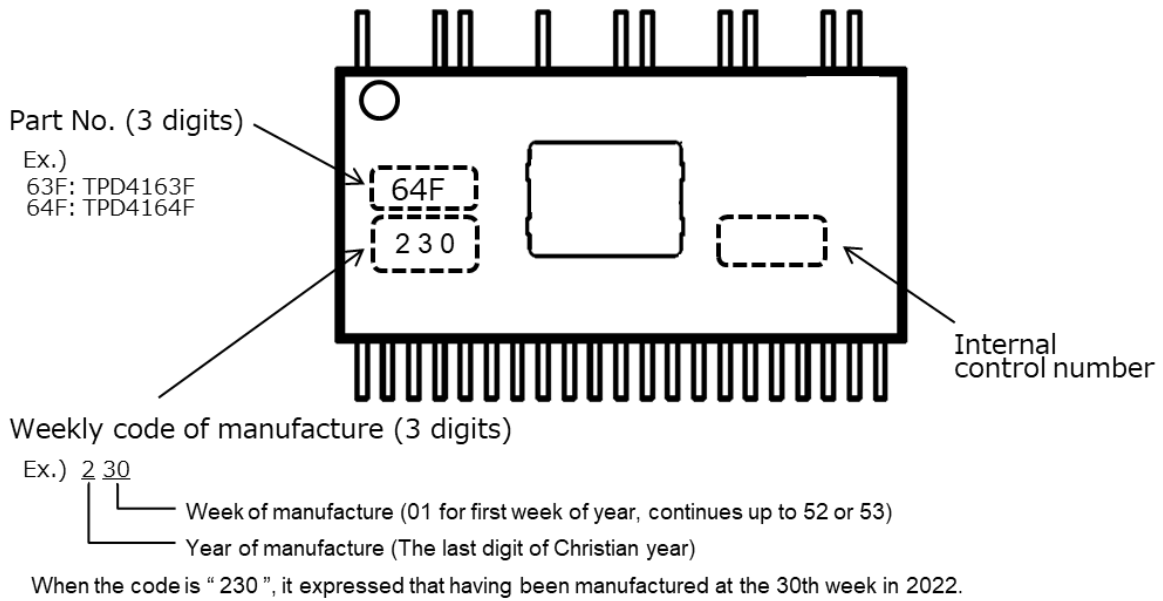 Part No. (3 digits)
Ex.)
63F: TPD4163F
64F: TPD4164F
64F
230
Internal
control number
Weekly code of manufacture (3 digits)
Ex.) 2 30
Week of manufacture (01 for first week of year, continues up to 52 or 53)
Year of manufacture (The last digit of Christian year)
When the code is “ 230 ”, it expressed that having been manufactured at the 30th week in 2022.